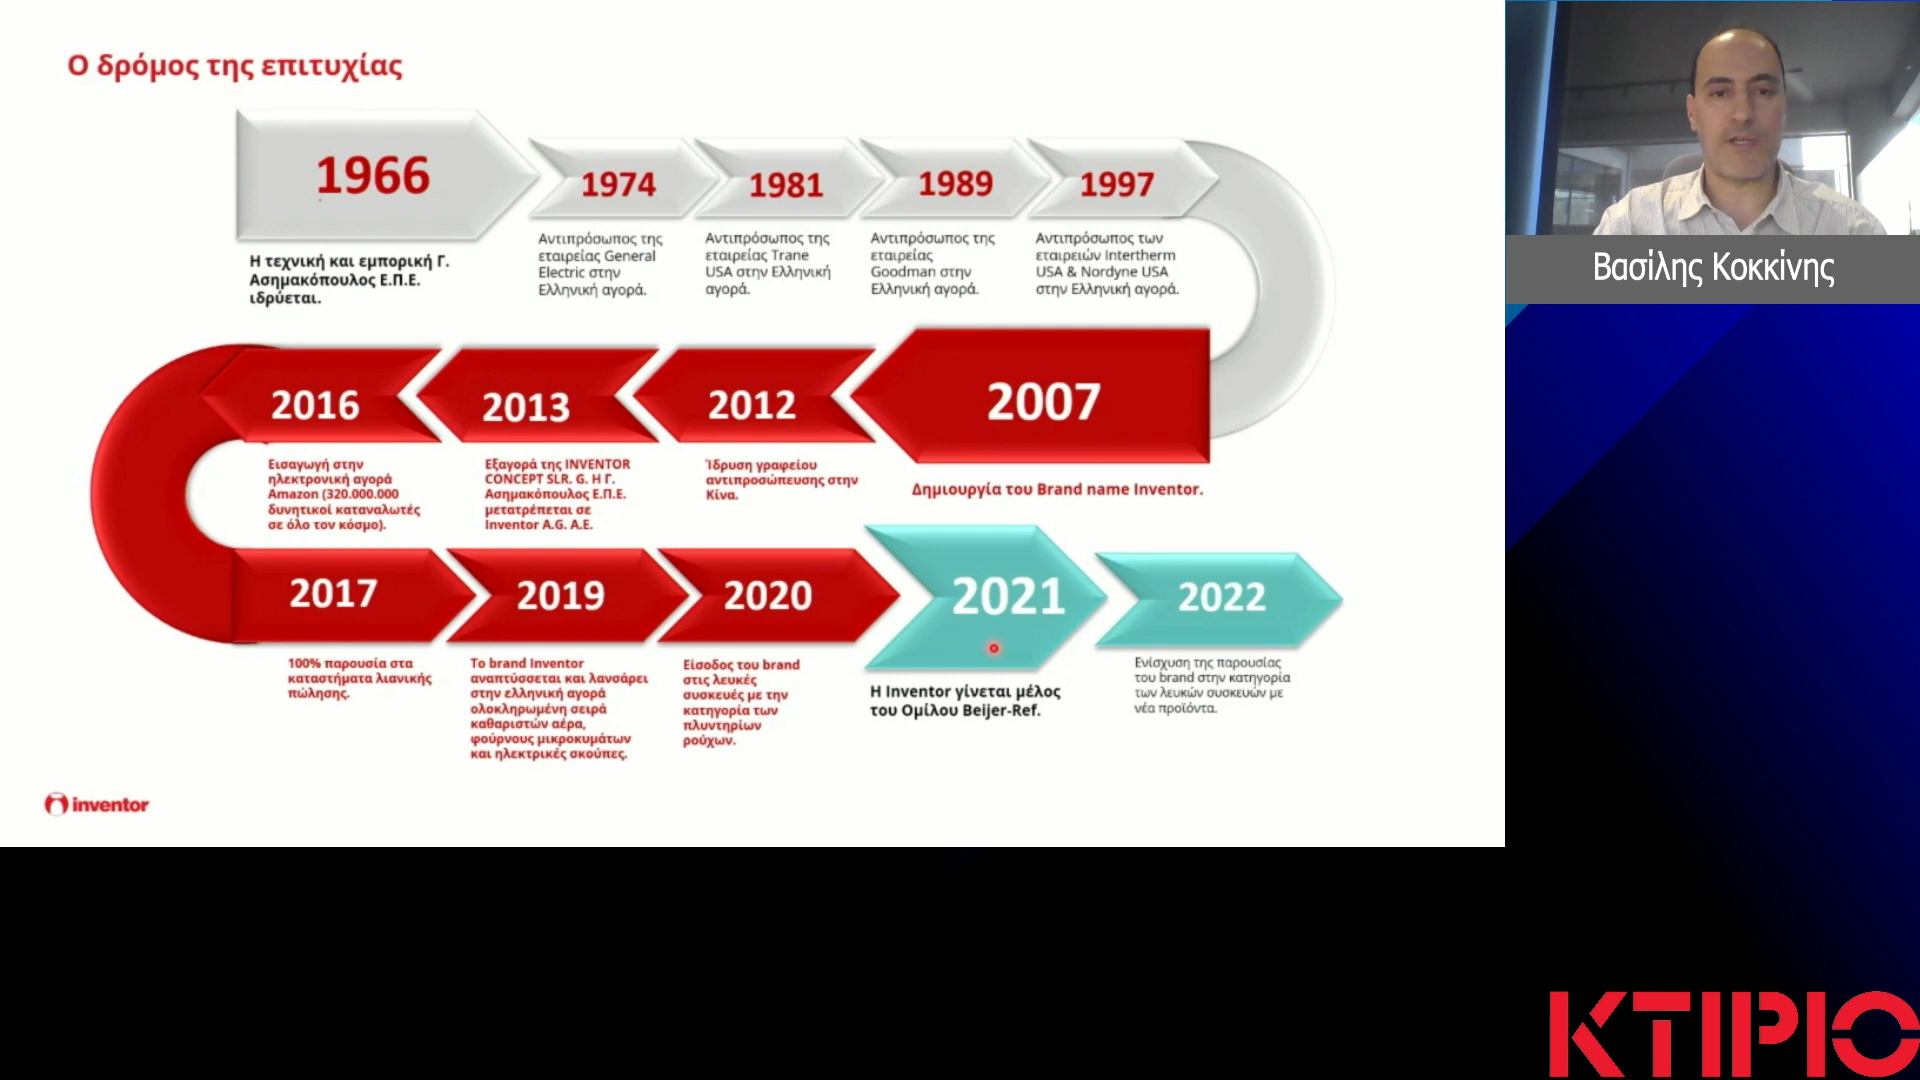 Ο δρόμος της επιτυχίας
1966
Η τεχνική και εμπορική Γ.
Ασημακόπουλος Ε.Π.Ε.
ιδρύεται.
1974
Αντιπρόσωπος της
εταιρείας General
Electric στην
Ελληνική αγορά.
1981
Αντιπρόσωπος της
εταιρείας Trane
USA στην Ελληνική
αγορά.
1989
Αντιπρόσωπος της
εταιρείας
Goodman στην
Ελληνική αγορά.
1997
Αντιπρόσωπος των
εταιρειών Intertherm
USA & Nordyne USA
στην Ελληνική αγορά.
2007
Δημιουργία του Brand name Inventor.
2012
Ίδρυση γραφείου
αντιπροσώπευσης στην
Κίνα.
2013
Εξαγορά της INVENTOR
CONCEPT SLR. G. Η Γ.
Ασημακόπουλος Ε.Π.Ε.
μετατρέπεται σε
Inventor A.G. A.E.
2016
Εισαγωγή στην
ηλεκτρονική αγορά
Amazon (320.000.000
δυνητικοί καταναλωτές
σε όλο τον κόσμο).
2017
100% παρουσία στα
καταστήματα λιανικής
πώλησης.
2019
Το brand Inventor
αναπτύσσεται και λανσάρει
στην ελληνική αγορά
ολοκληρωμένη σειρά
καθαριστών αέρα,
φούρνους μικροκυμάτων
και ηλεκτρικές σκούπες.
2020
Είσοδος του brand
στις λευκές
συσκευές με την
κατηγορία των
πλυντηρίων
ρούχων.
2021
Η Inventor γίνεται μέλος
του Ομίλου Beijer-Ref.
2022
Ενίσχυση της παρουσίας
του brand στην κατηγορία
των λευκών συσκευών με
νέα προϊόντα.
inventor
Βασίλης Κοκκίνης
ΚΤΙΡΙΟ